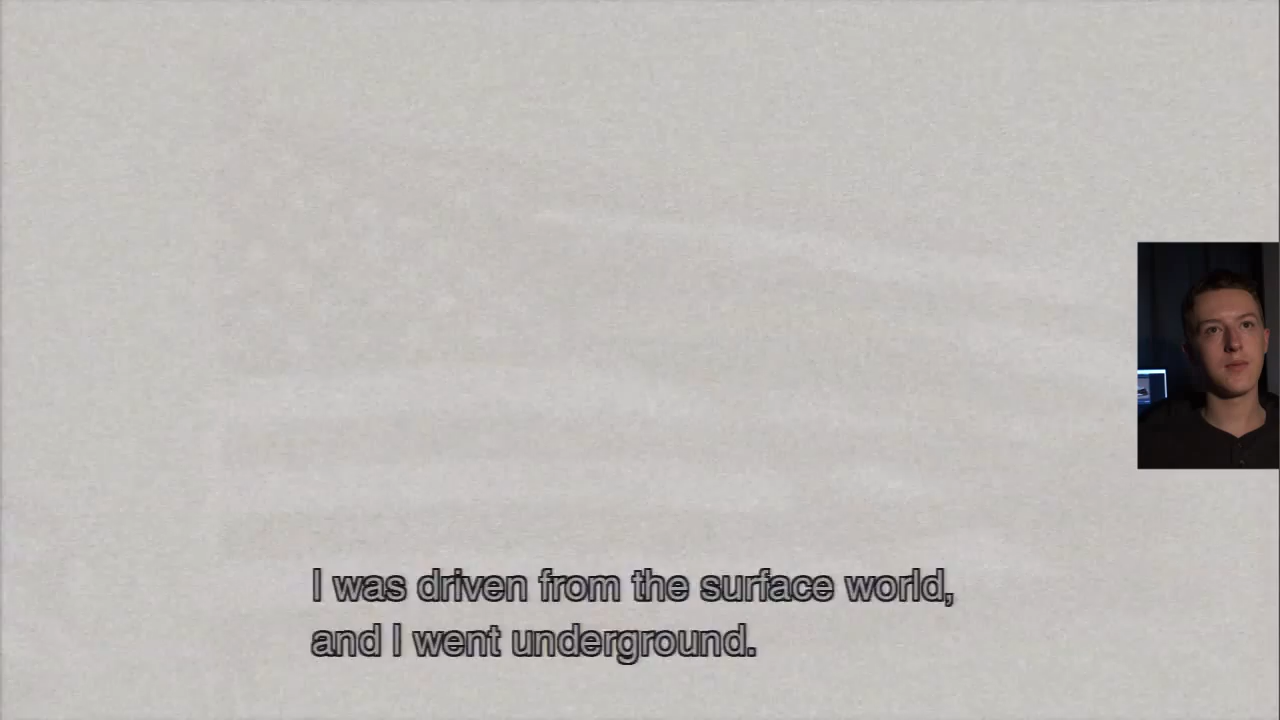 I was driven from the surface world,
and I went underground.